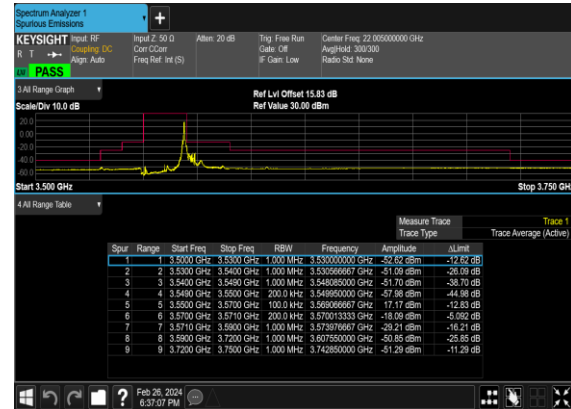 Spectrum Analyzer 1
Spurious Emissions
+
KEYSIGHT Input: RF Input Z: 50 Ω Atten: 20 dB Trig: Free Run Center Freq: 22.005000000 GHz
R T Coupling: DC Corr CCorr Gate: Off Avg|Hold: 300/300
Align: Auto Freq Ref: Int (S) IF Gain: Low Radio Std: None
PASS
3 All Range Graph Ref Lvl Offset 15.83 dB
Scale/Div 10.0 dB Ref Value 30.00 dBm
20.0
0.00
-20.0
-40.0
-60.0
Start 3.500 GHz Stop 3.750 GH
4 All Range Table
Measure Trace Trace 1
Trace Type Trace Average (Active)
Spur Range Start Freq Stop Freq RBW Frequency Amplitude ΔLimit
1 1 3.5000 GHz 3.5300 GHz 1.000 MHz 3.530000000 GHz -52.62 dBm -12.62 dB
2 2 3.5300 GHz 3.5400 GHz 1.000 MHz 3.530566667 GHz -51.09 dBm -26.09 dB
3 3 3.5400 GHz 3.5490 GHz 1.000 MHz 3.548085000 GHz -51.70 dBm -38.70 dB
4 4 3.5490 GHz 3.5500 GHz 200.0 kHz 3.549950000 GHz -57.98 dBm -44.98 dB
5 5 3.5500 GHz 3.5700 GHz 100.0 kHz 3.569066667 GHz 17.17 dBm -12.83 dB
6 6 3.5700 GHz 3.5710 GHz 200.0 kHz 3.570013333 GHz -18.09 dBm -5.092 dB
7 7 3.5710 GHz 3.5900 GHz 1.000 MHz 3.573976667 GHz -29.21 dBm -16.21 dB
8 8 3.5900 GHz 3.7200 GHz 1.000 MHz 3.607550000 GHz -50.85 dBm -25.85 dB
9 9 3.7200 GHz 3.7500 GHz 1.000 MHz 3.742850000 GHz -51.29 dBm -11.29 dB
? Feb 26, 2024
6:37:07 PM